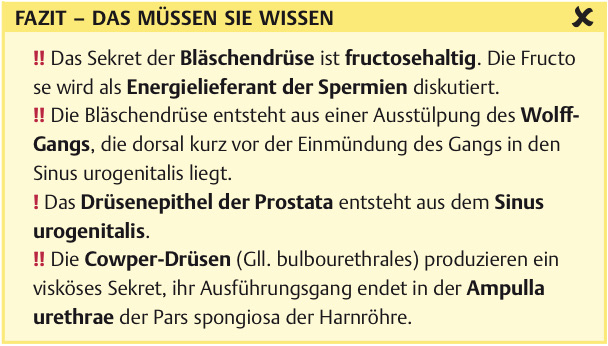 FAZIT – DAS MÜSSEN SIE WISSEN ✘
!! Das Sekret der Bläschendrüse ist fructosehaltig. Die Fructo
se wird als Energielieferant der Spermien diskutiert.
!! Die Bläschendrüse entsteht aus einer Ausstülpung des Wolff-
Gangs, die dorsal kurz vor der Einmündung des Gangs in den
Sinus urogenitalis liegt.
! Das Drüsenepithel der Prostata entsteht aus dem Sinus
urogenitalis.
!! Die Cowper-Drüsen (Gll. bulbourethrales) produzieren ein
visköses Sekret, ihr Ausführungsgang endet in der Ampulla
urethrae der Pars spongiosa der Harnröhre.